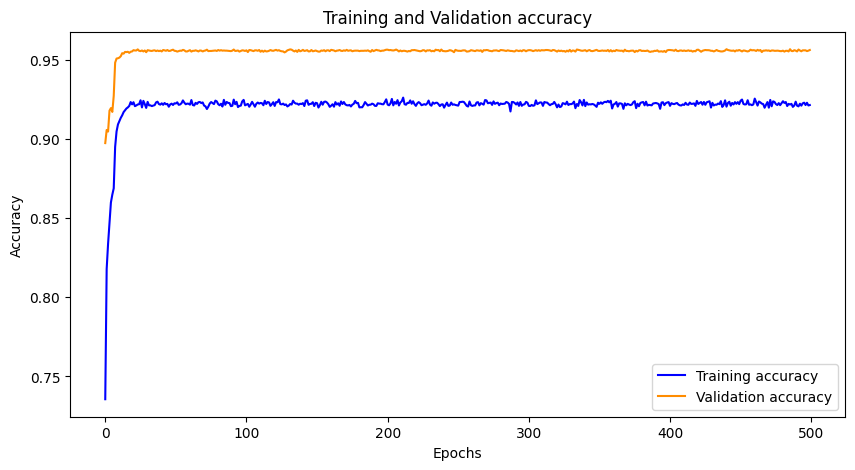 Training and Validation accuracy
0.95
0.90
0.85
0.80
0.75
Accuracy
0
100
200
300
400
500
Epochs
Training accuracy
Validation accuracy